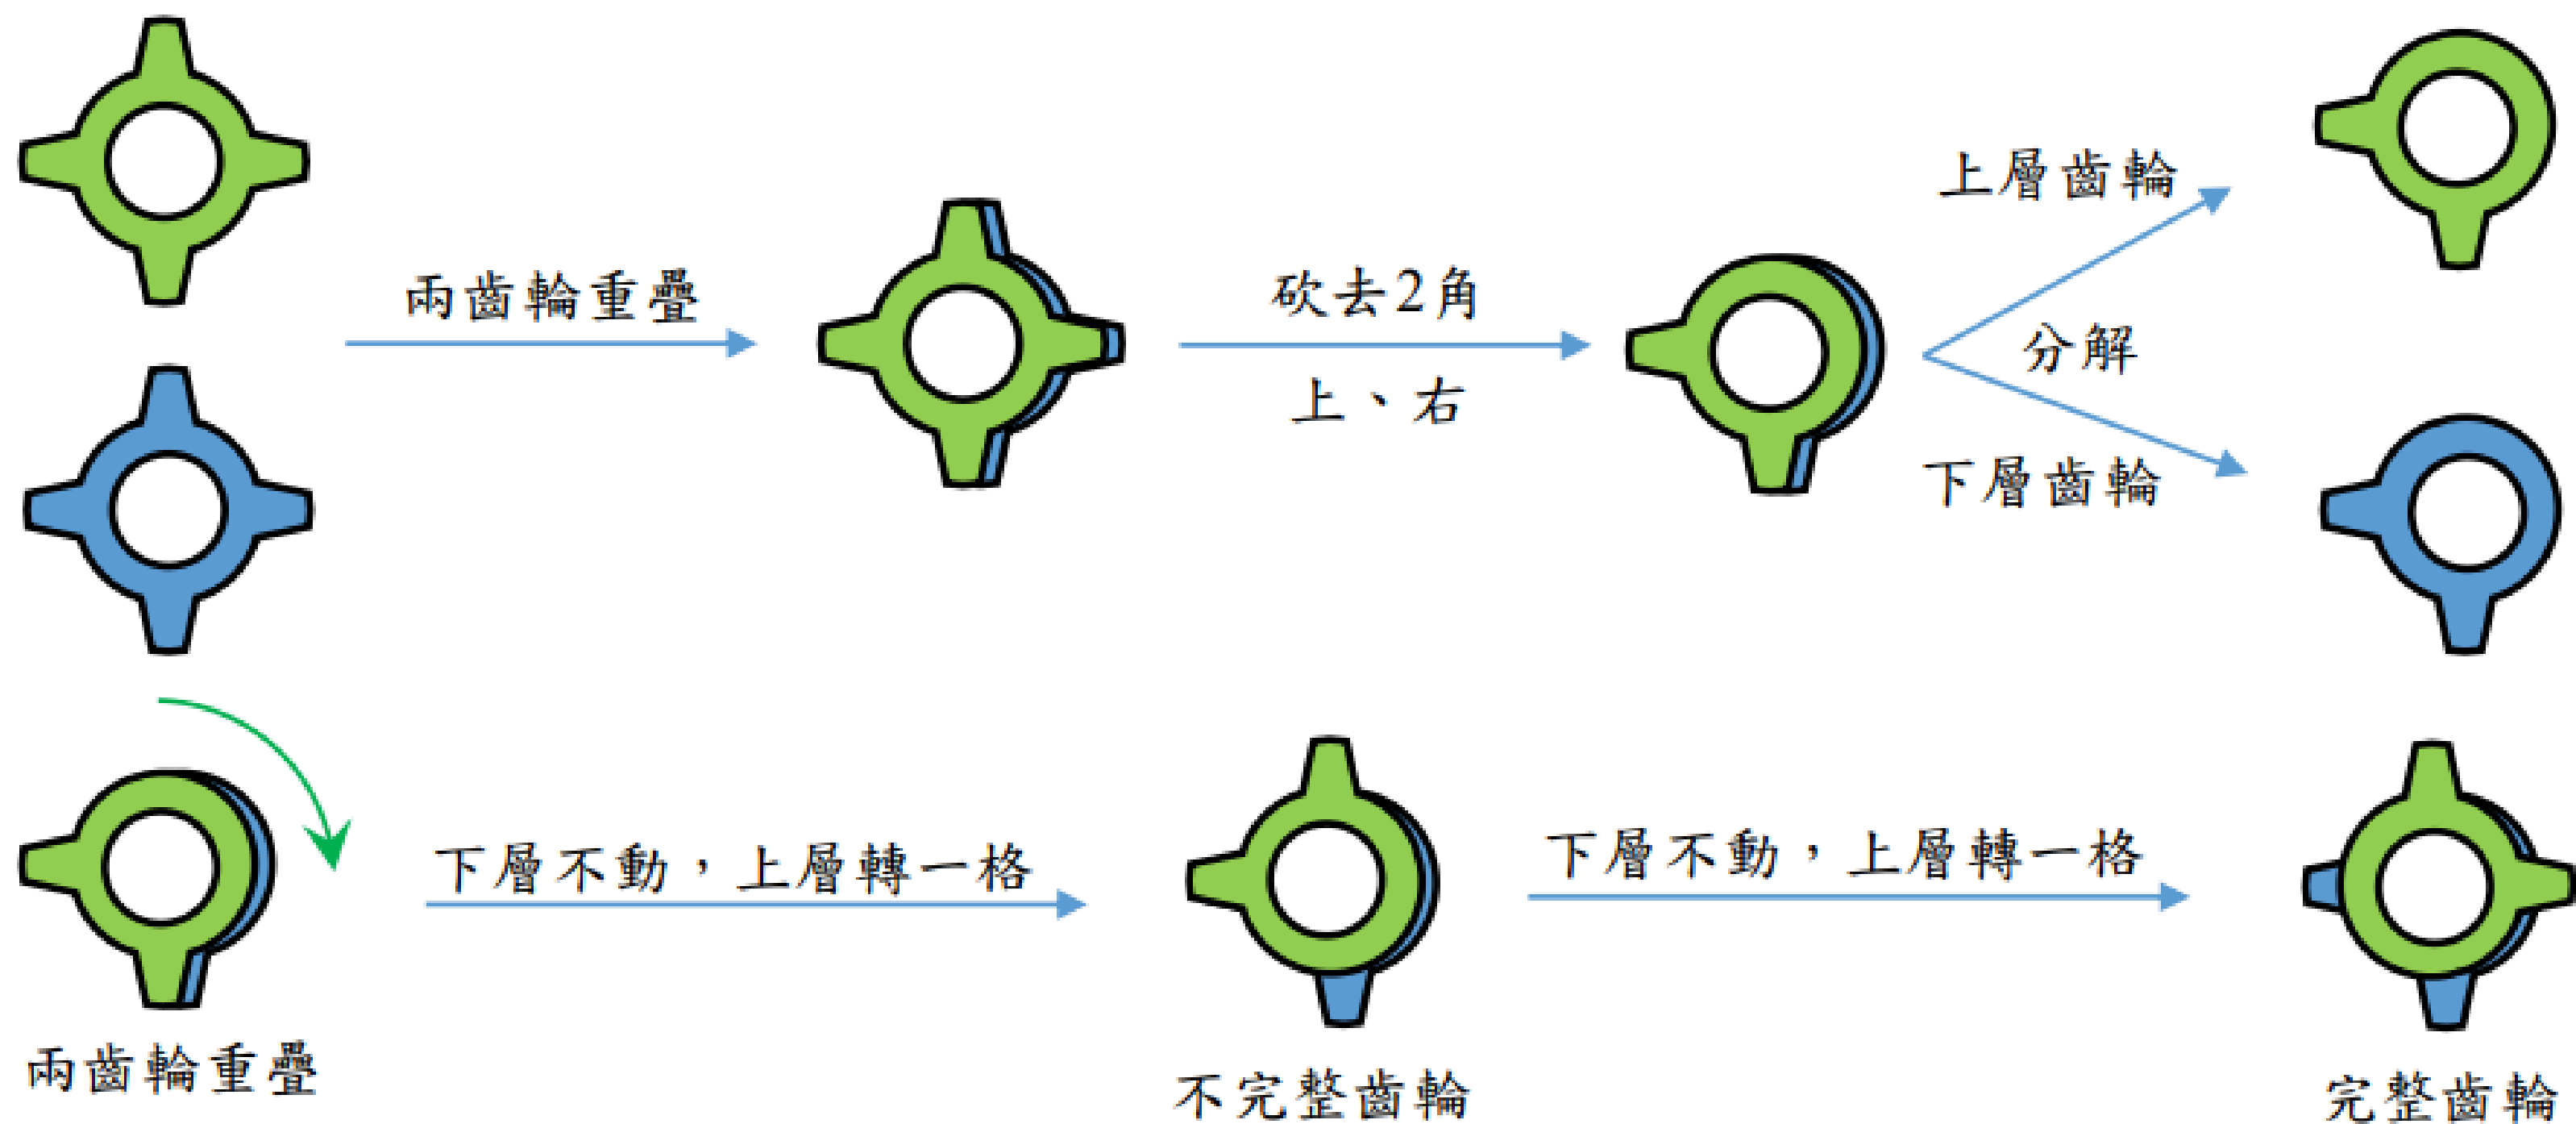 兩齒輪重疊
砍去2角
上、右
上層齒輪
分解
下層齒輪
下層不動，上層轉一格
下層不動，上層轉一格
兩齒輪重疊
不完整齒輪
完整齒輪